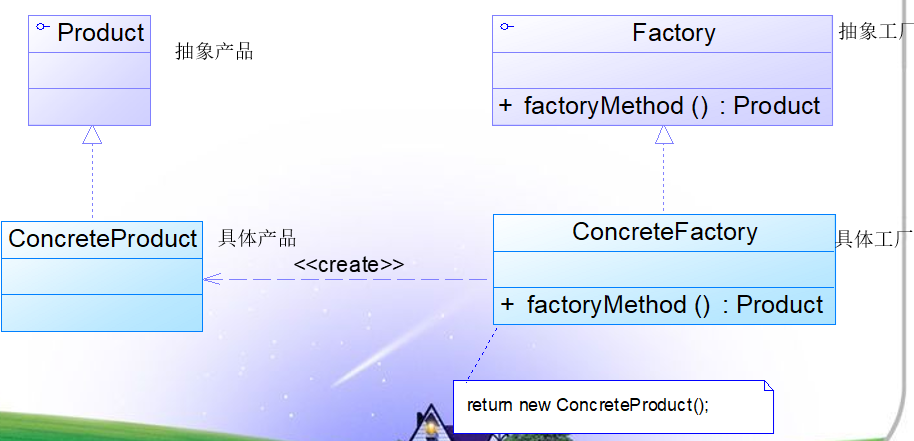 Product
抽象产品
Factory
抽象工厂
+ factoryMethod () : Product
ConcreteProduct
具体产品
<<create>>
ConcreteFactory
具体工厂
+ factoryMethod () : Product
return new ConcreteProduct();